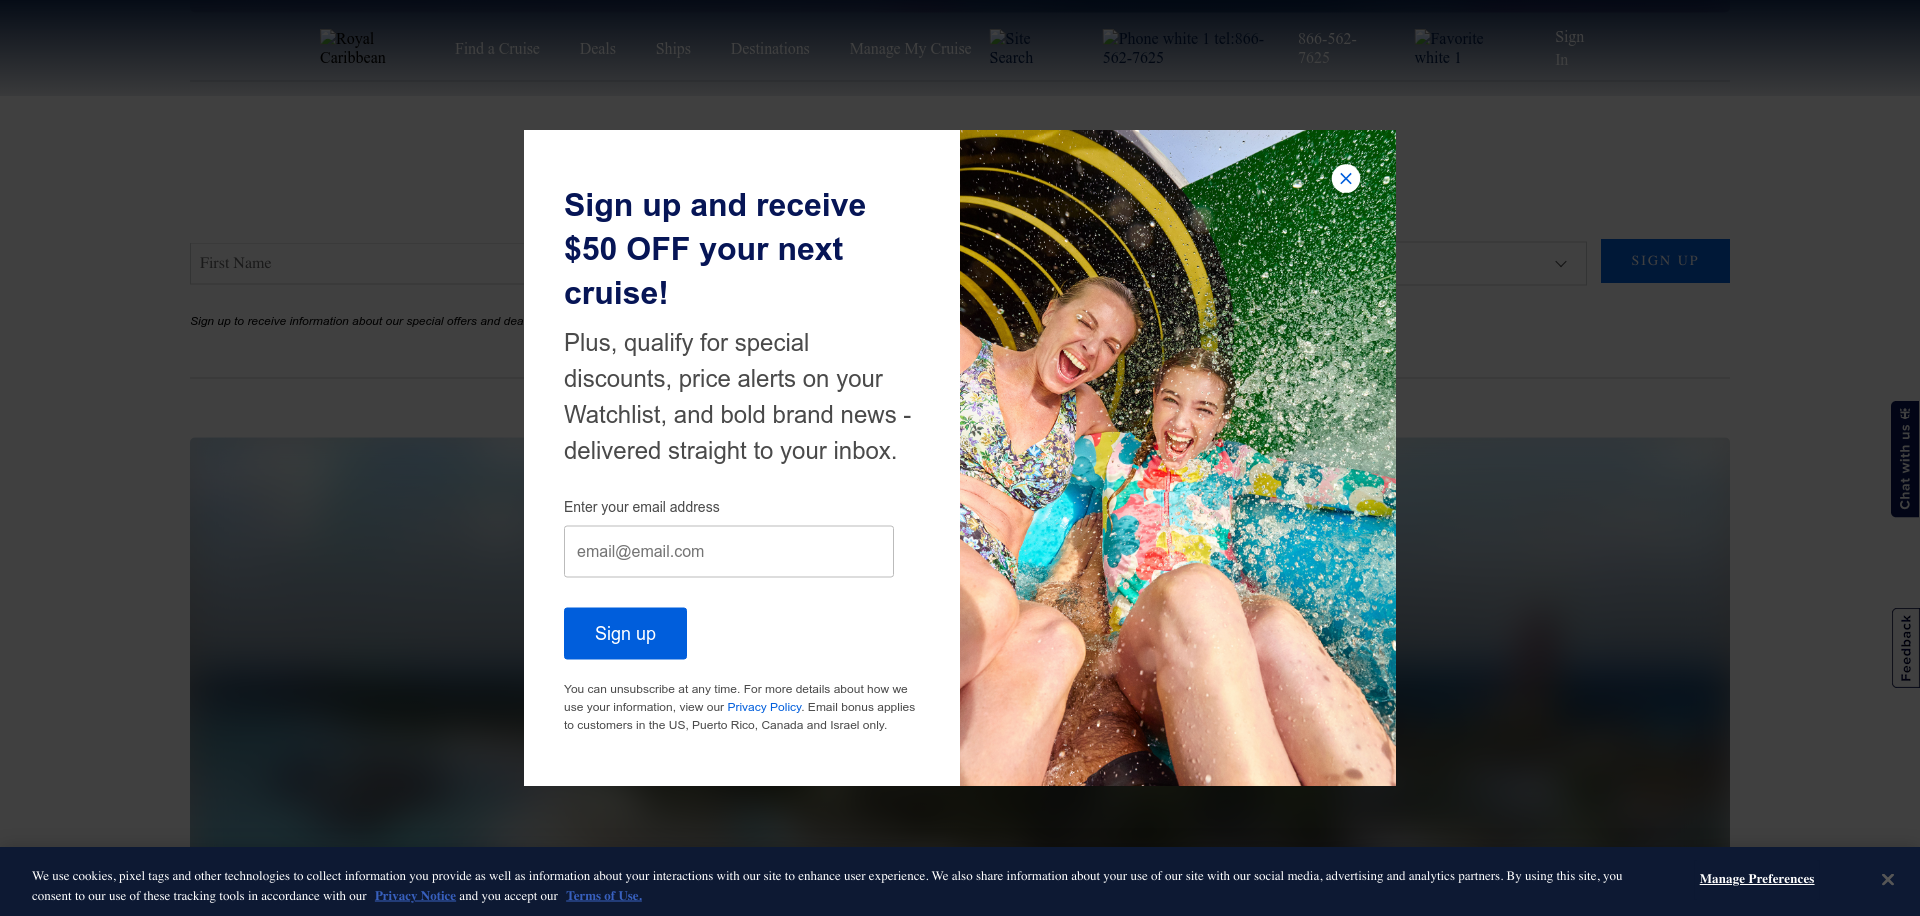 Royal Caribbean
Find a Cruise
Deals
Ships
Destinations
Manage My Cruise
Site Search
Phone white 1 tel:866-562-7625
866-562-7625
Favorite white 1
Sign In
First Name
SIGN UP
Sign up to receive information about our special offers and dea
Sign up and receive
$50 OFF your next
cruise!
Plus, qualify for special
discounts, price alerts on your
Watchlist, and bold brand news -
delivered straight to your inbox.
Enter your email address
email@email.com
Sign up
You can unsubscribe at any time. For more details about how we
use your information, view our Privacy Policy. Email bonus applies
to customers in the US, Puerto Rico, Canada and Israel only.
Chat with us
Feedback
We use cookies, pixel tags and other technologies to collect information you provide as well as information about your interactions with our site to enhance user experience. We also share information about your use of our site with our social media, advertising and analytics partners. By using this site, you
consent to our use of these tracking tools in accordance with our Privacy Notice and you accept our Terms of Use.
Manage Preferences